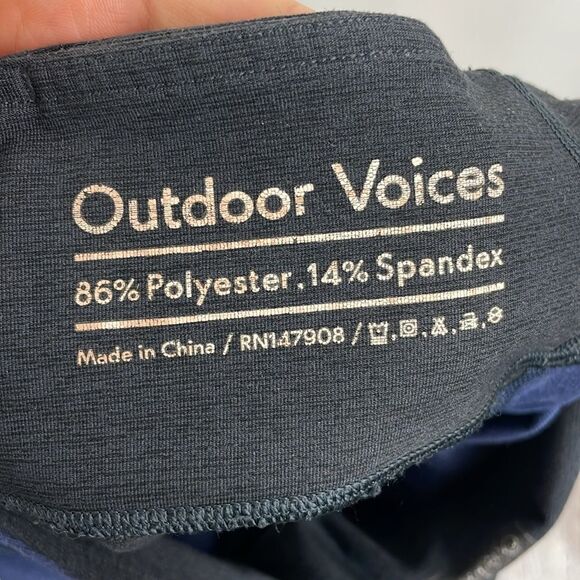 Outdoor Voices
86% Polyester . 14% Spandex
Made in China / RN147908 /